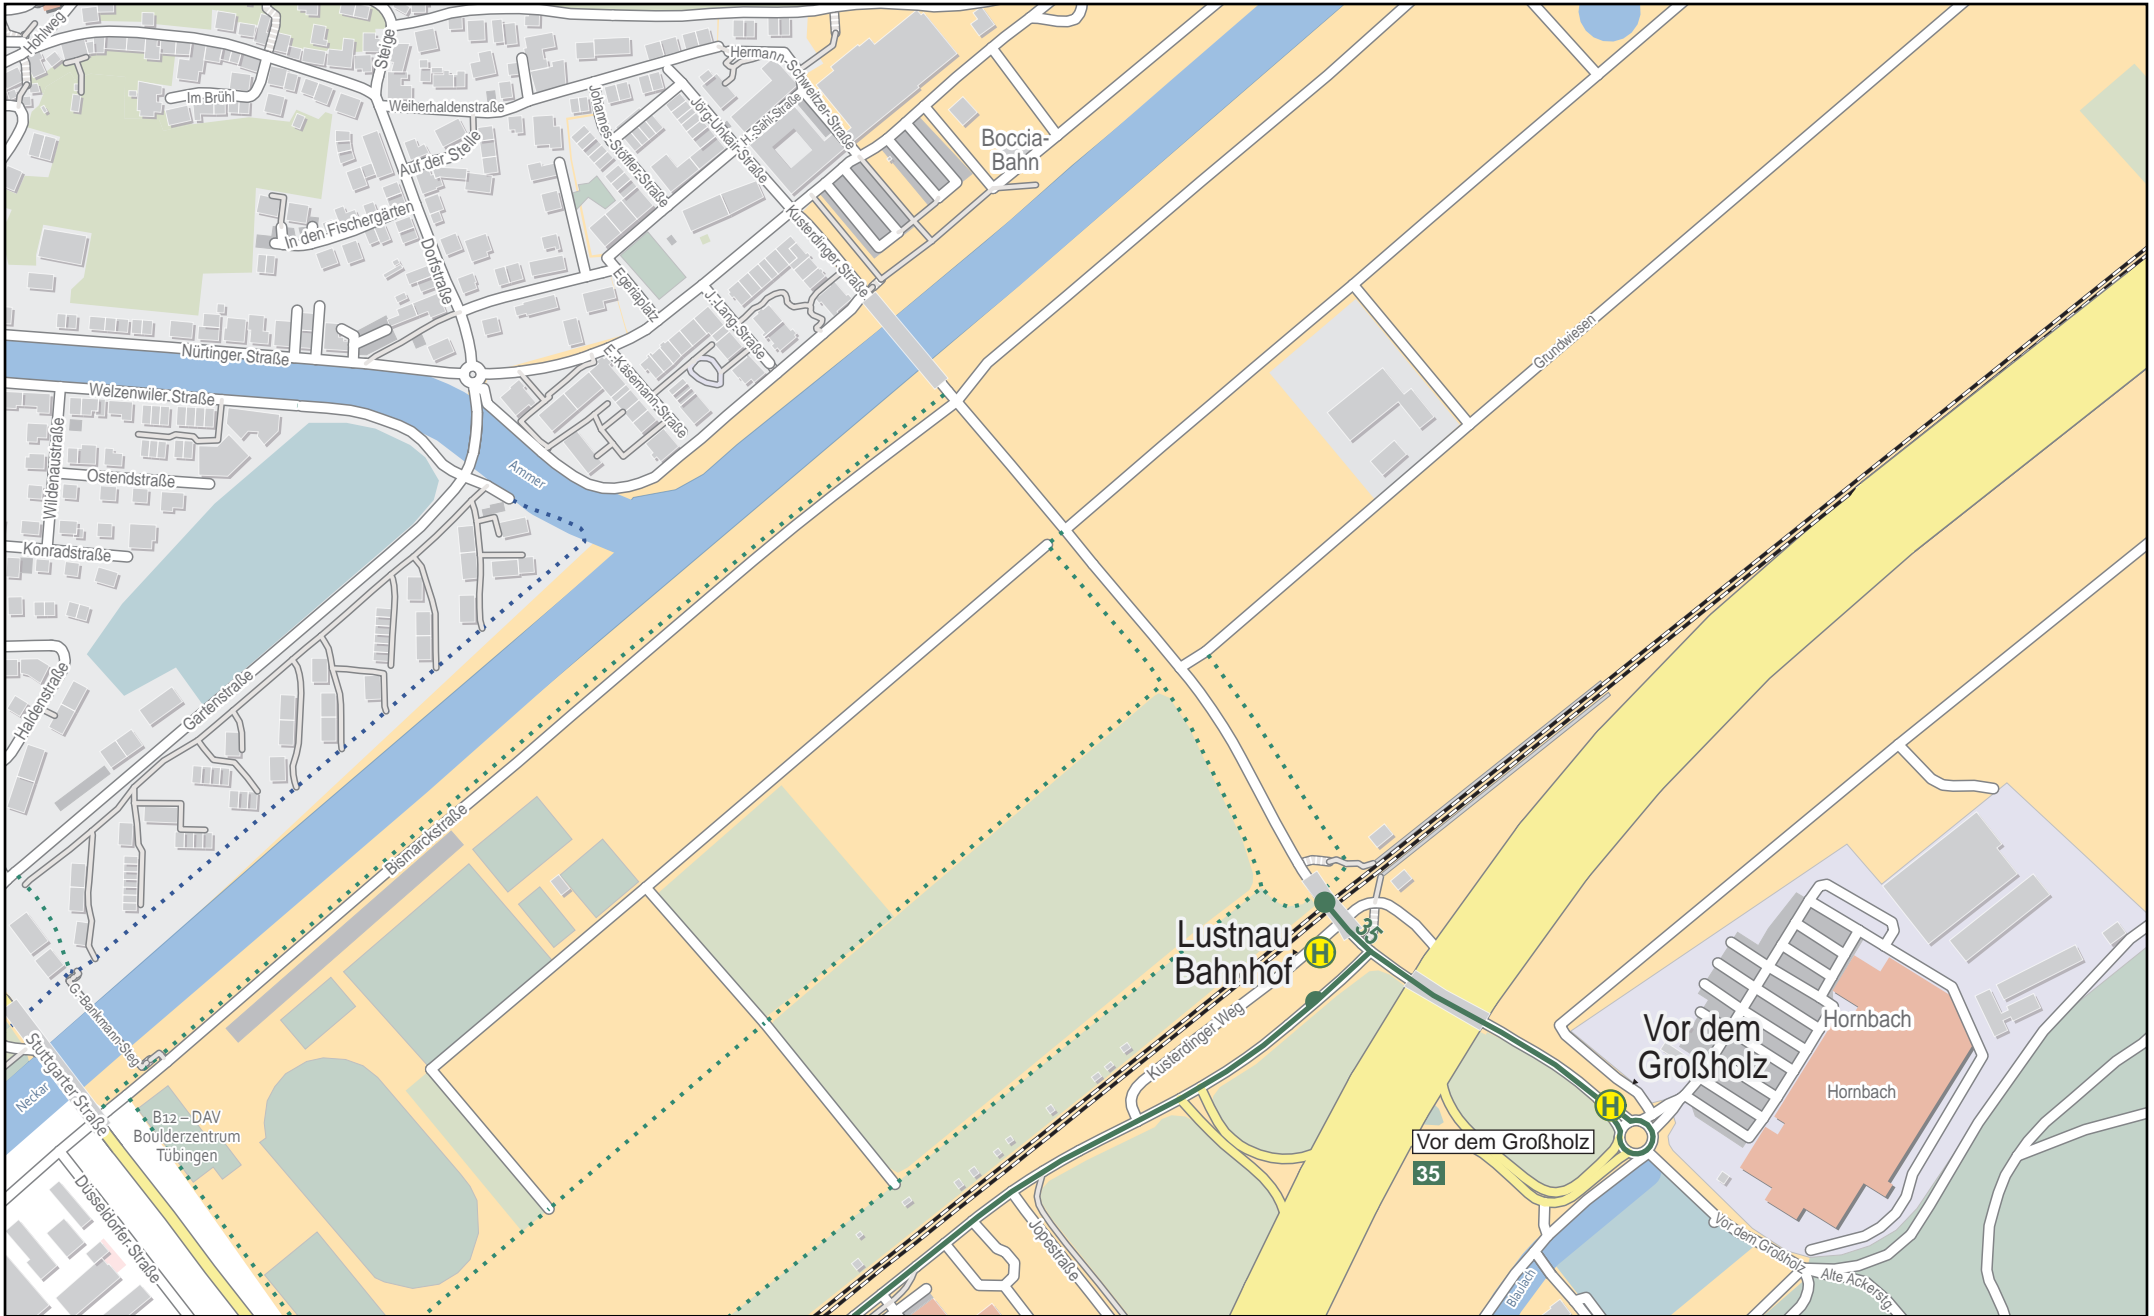 Hohlweg
Steige
Im Brühl
Weiherhaldenstraße
Hermann-Schweitzer-Straße
Johannes-Stöffler-Straße
Jörg-Unkair-Straße
H.-Sahl-Straße
Auf der Stelle
In den Fischergärten
Dorfstraße
Boccia-
Bahn
Kusterdinger Straße
Egeriaplatz
J.-Lang-Straße
E.-Käsemann-Straße
Nürtinger Straße
Welzenwiler Straße
Wildenaustraße
Ostendstraße
Konradstraße
Ammer
Grundwiesen
Haldenstraße
Gartenstraße
Bismarckstraße
G.-Bankmann-Steg
Stuttgarter Straße
Neckar
B12 – DAV
Boulderzentrum
Tübingen
Düsseldorfer Straße
Lustnau
Bahnhof
H
35
Kusterdinger Weg
Jopestraße
Vor dem
Großholz
H
Vor dem Großholz
35
Hornbach
Hornbach
Vor dem Großholz
Alte Ackerstg.
Blaulach